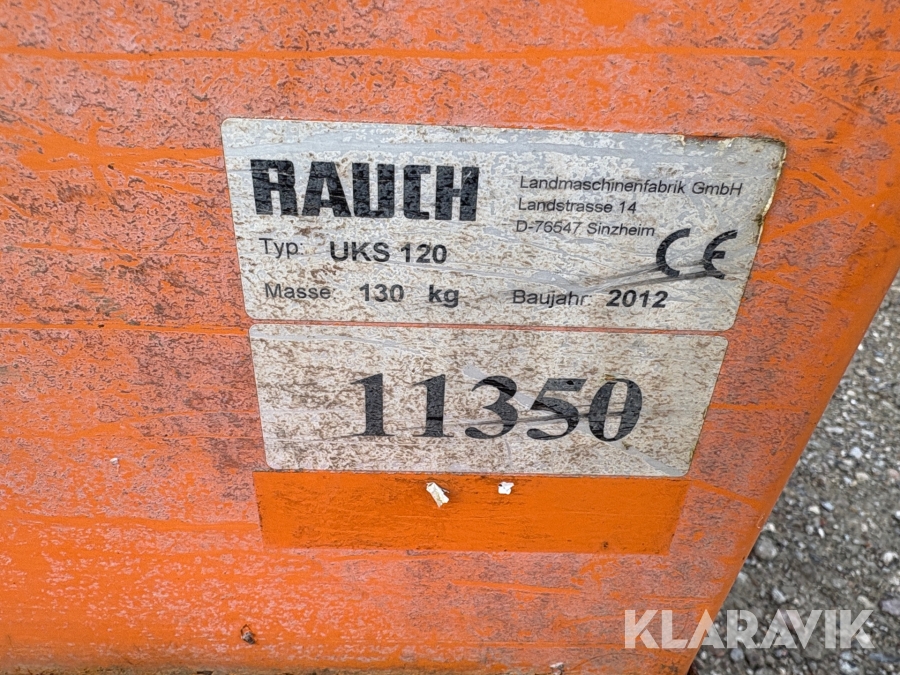 RAUCH
Landmaschinenfabrik GmbH
Landstrasse 14
D-76547 Sinzheim
Typ: UKS 120
CE
Masse: 130 kg Baujahr: 2012
11350
KLARAVIK